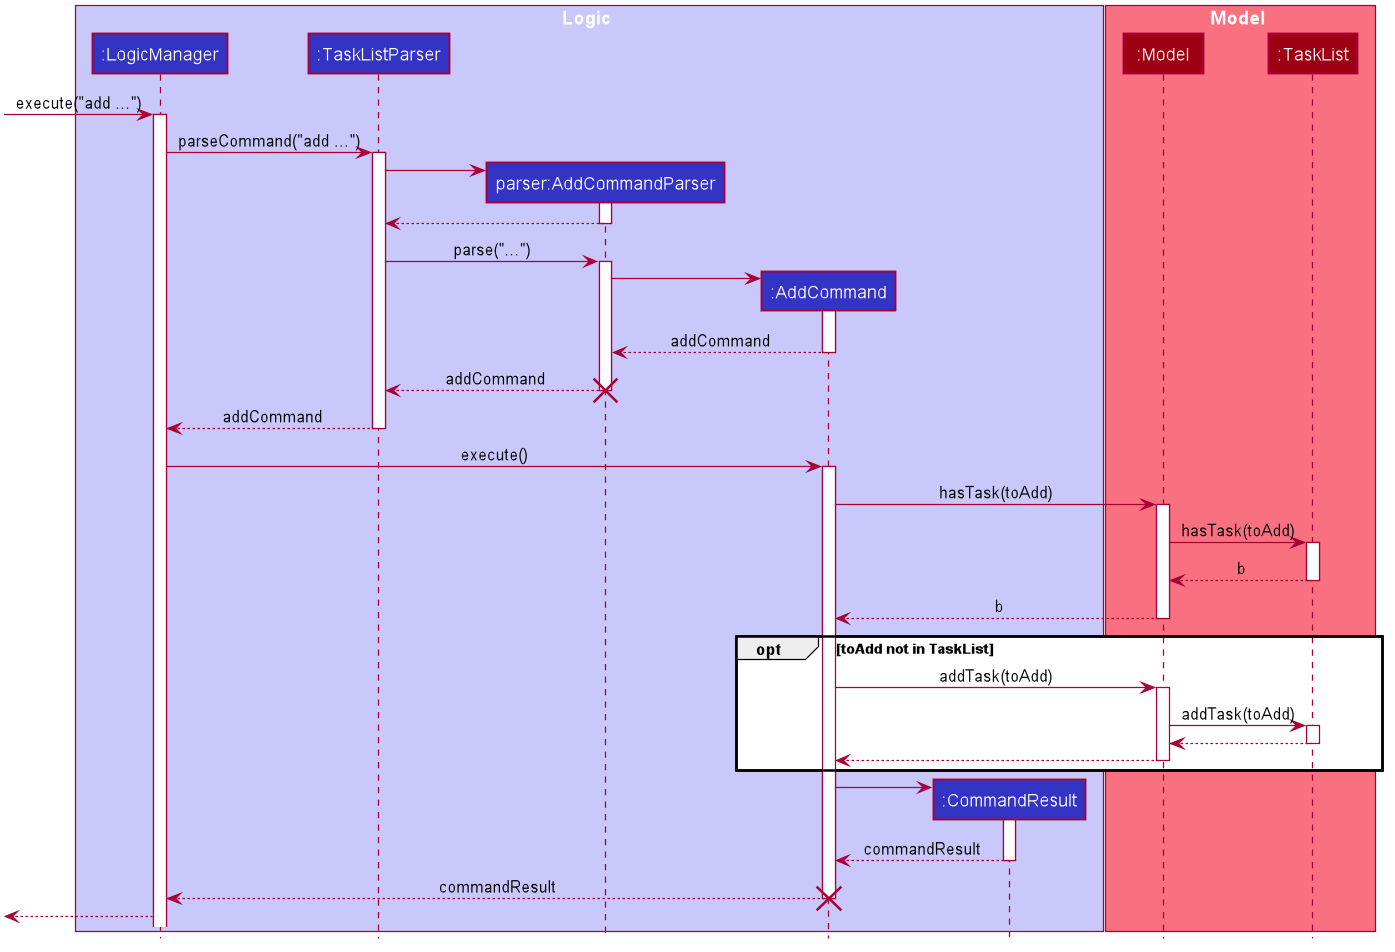 Logic
Model
:LogicManager
:TaskListParser
:Model
:TaskList
execute("add ...")
parseCommand("add ...")
parser:AddCommandParser
parse("...")
:AddCommand
addCommand
addCommand
addCommand
execute()
hasTask(toAdd)
hasTask(toAdd)
b
b
opt
[toAdd not in TaskList]
addTask(toAdd)
addTask(toAdd)
:CommandResult
commandResult
commandResult